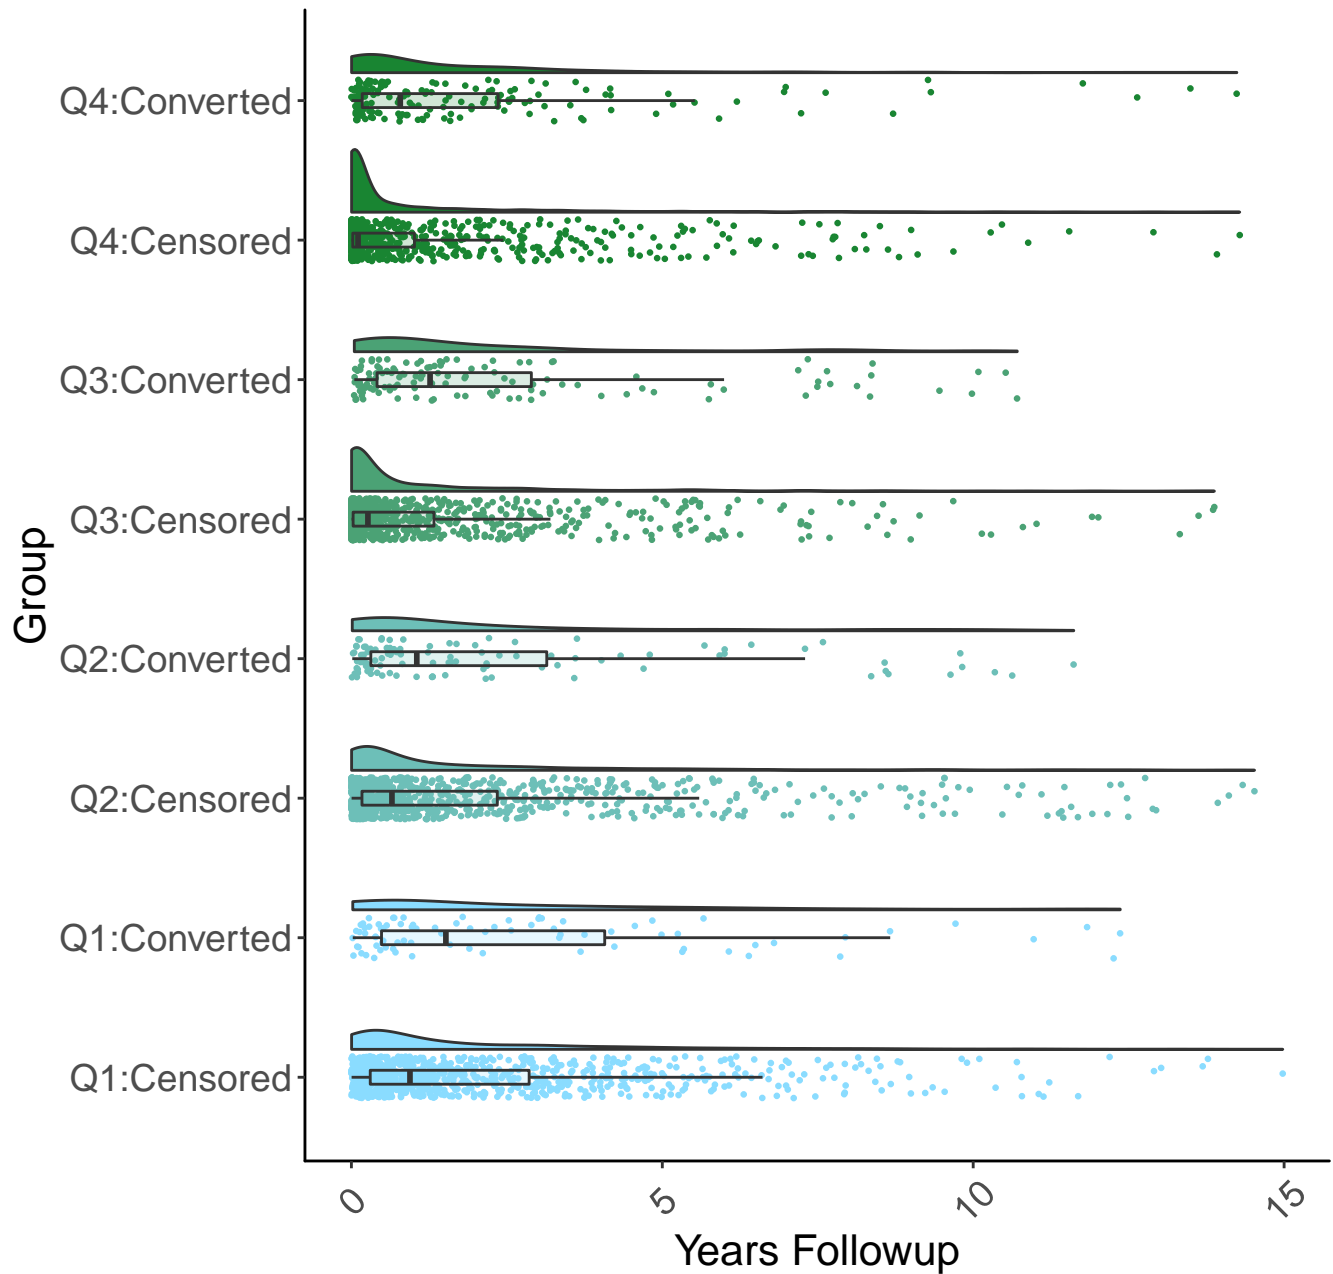 Group
Q4:Converted
Q4:Censored
Q3:Converted
Q3:Censored
Q2:Converted
Q2:Censored
Q1:Converted
Q1:Censored
0
5
10
15
Years Followup